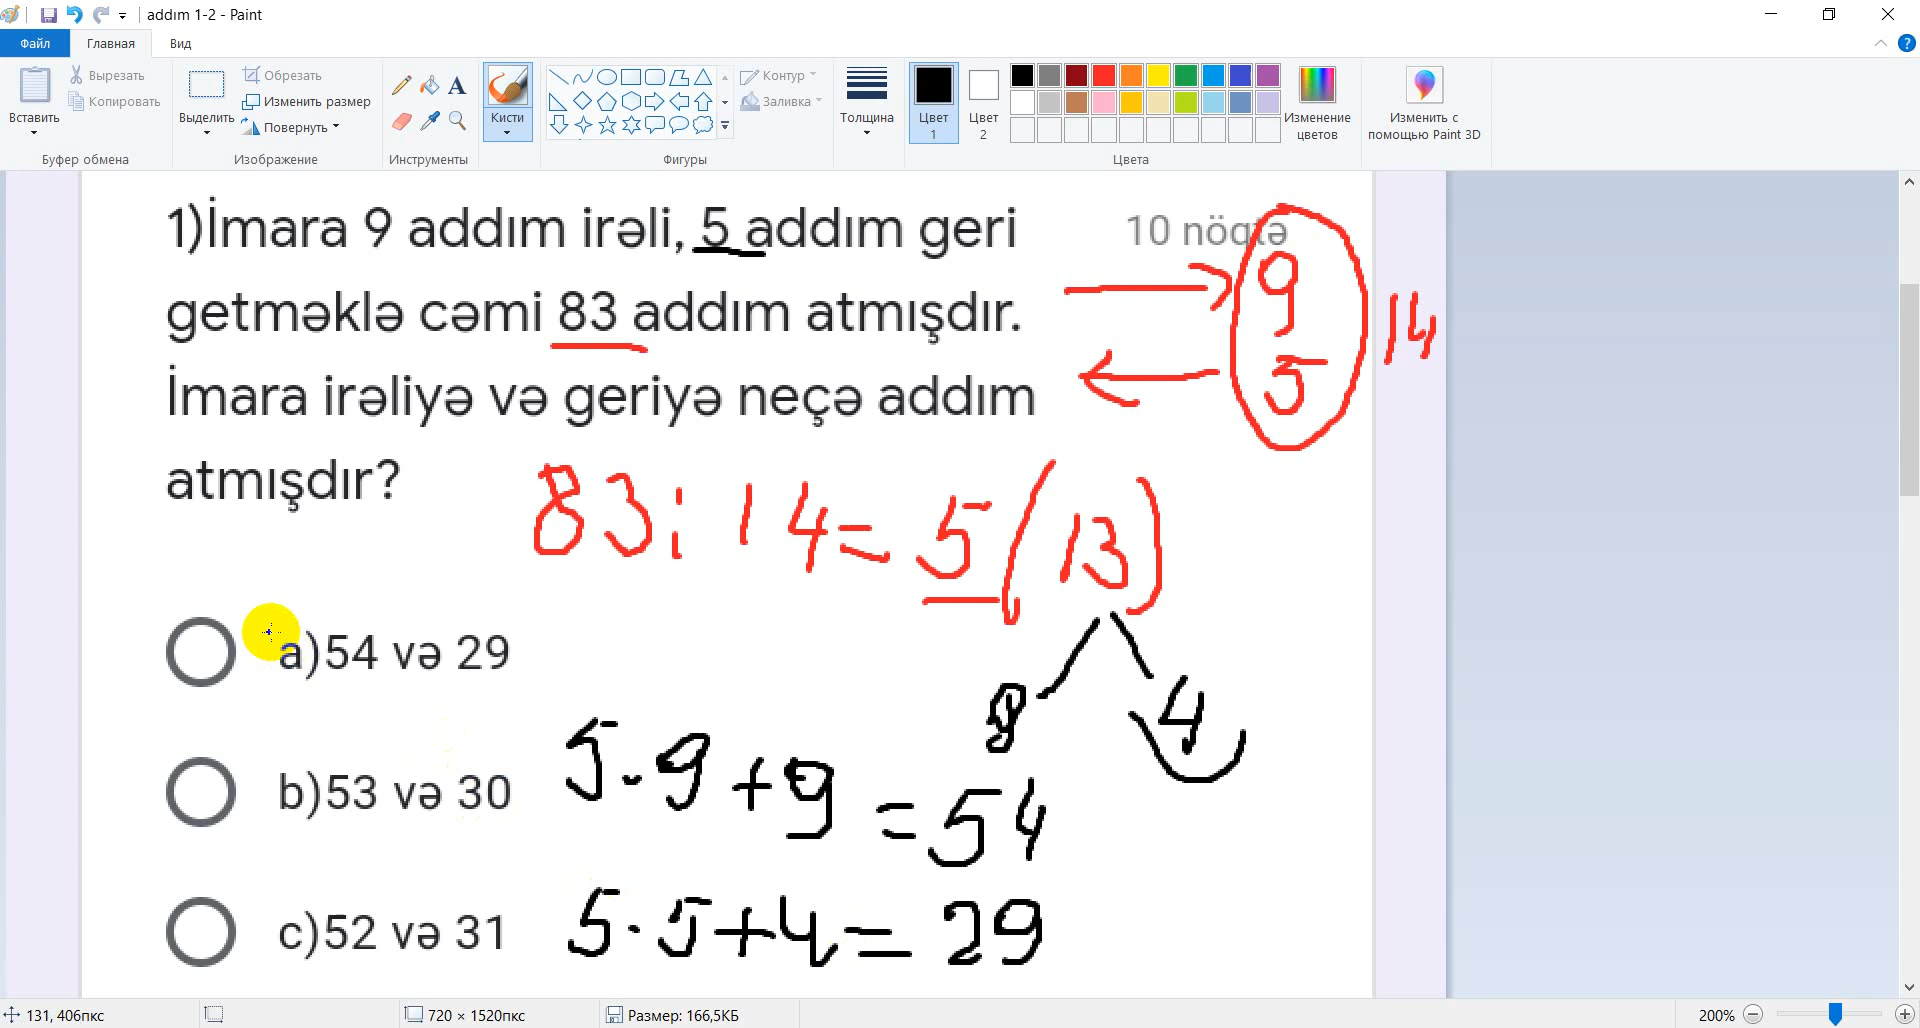 addım 1-2 - Paint
Файл Главная Вид
Вставить
Вырезать
Копировать
Буфер обмена
Выделить
Обрезать
Изменить размер
Повернуть
Изображение
Инструменты
Кисти
Фигуры
Контур
Заливка
Толщина
Цвет 1
Цвет 2
Изменение цветов
Цвета
Изменить с помощью Paint 3D
1)İmara 9 addım irəli, 5 addım geri
getməklə cəmi 83 addım atmışdır.
İmara irəliyə və geriyə neçə addım
atmışdır?
10 nöqtə
9
5
14
83:14=5(13)
9 4
a)54 və 29
b)53 və 30
5·9+9=54
c)52 və 31
5·5+4=29
131, 406пкс
720 × 1520пкс
Размер: 166,5КБ
200%